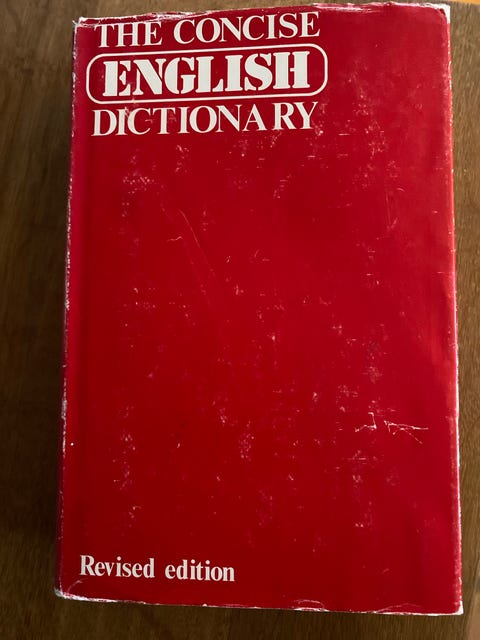 THE CONCISE
ENGLISH
DICTIONARY
Revised edition